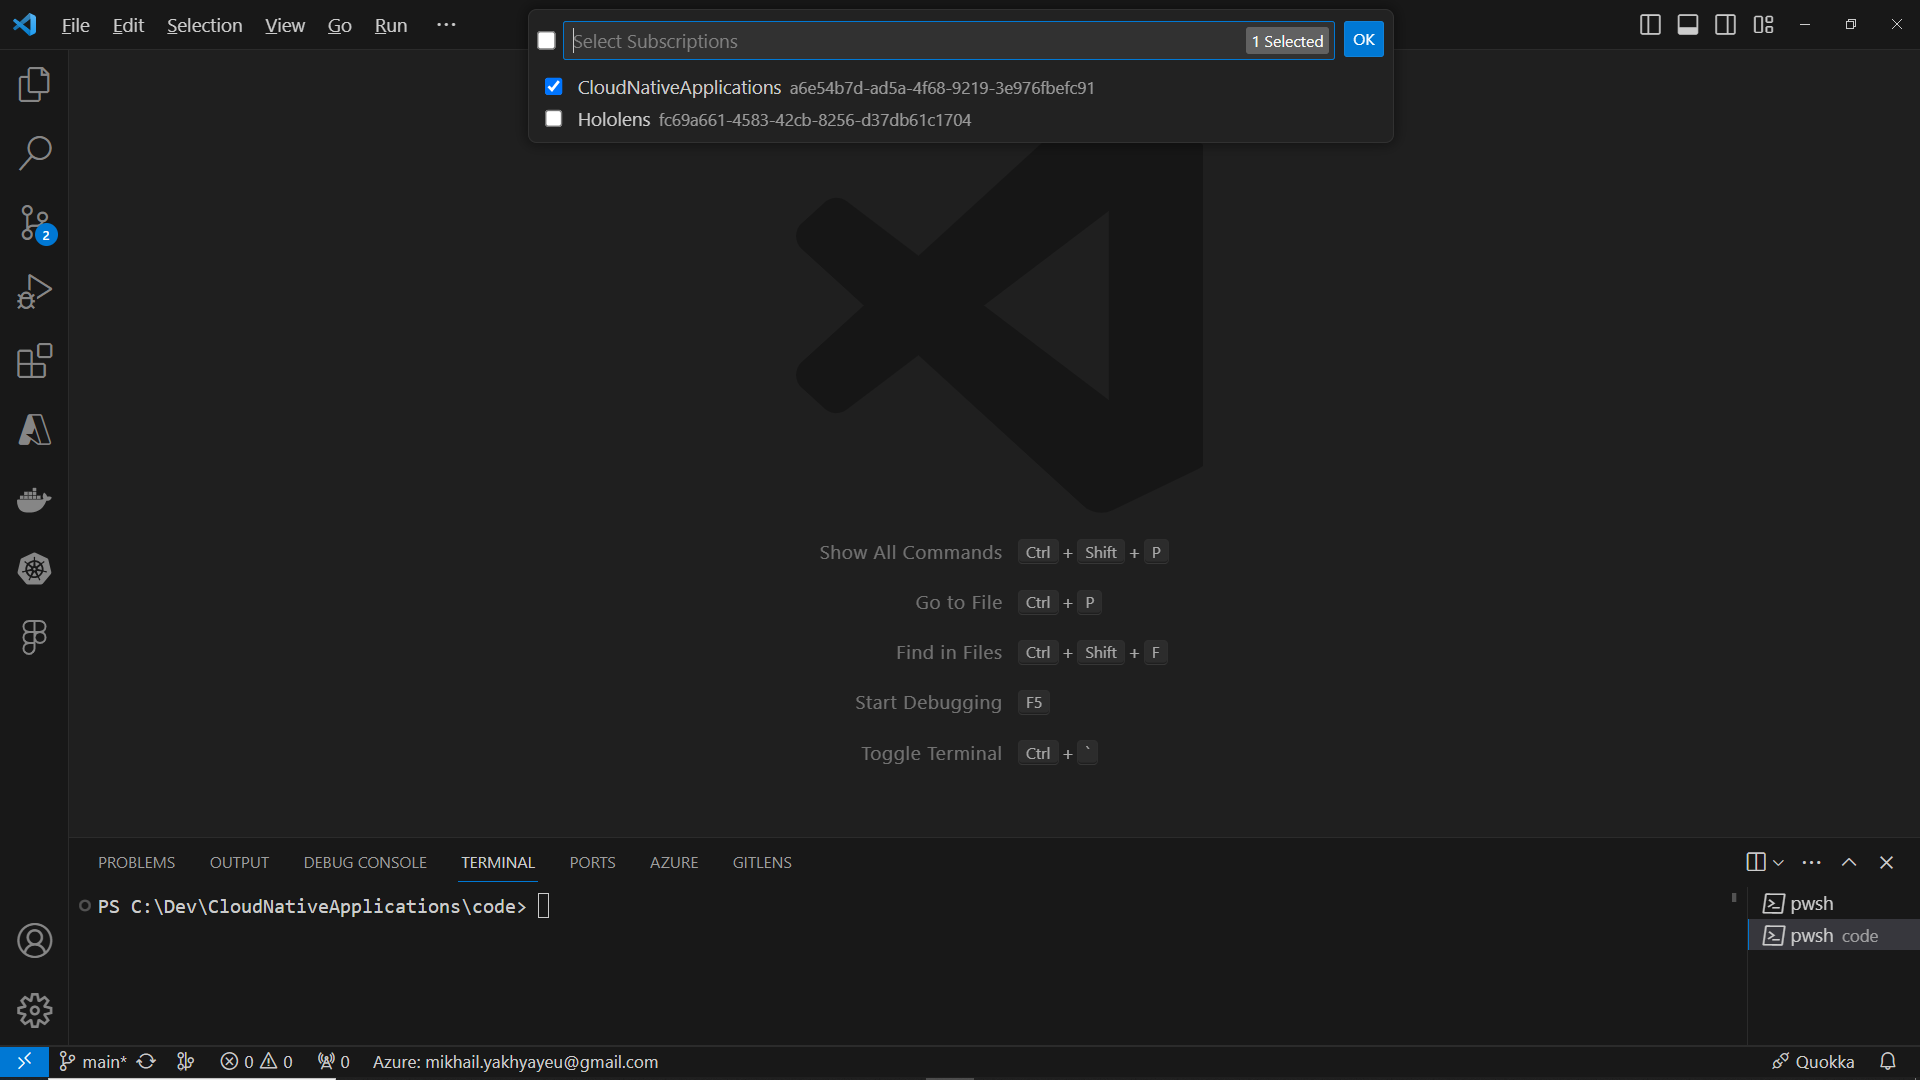 File Edit Selection View Go Run ···
Select Subscriptions 1 Selected OK
CloudNativeApplications a6e54b7d-ad5a-4f68-9219-3e976fbefc91
Hololens fc69a661-4583-42cb-8256-d37db61c1704
2
Show All Commands Ctrl + Shift + P
Go to File Ctrl + P
Find in Files Ctrl + Shift + F
Start Debugging F5
Toggle Terminal Ctrl + `
PROBLEMS OUTPUT DEBUG CONSOLE TERMINAL PORTS AZURE GITLENS
PS C:\Dev\CloudNativeApplications\code>
pwsh
pwsh code
main* 0 0 0 Azure: mikhail.yakhyayeu@gmail.com Quokka